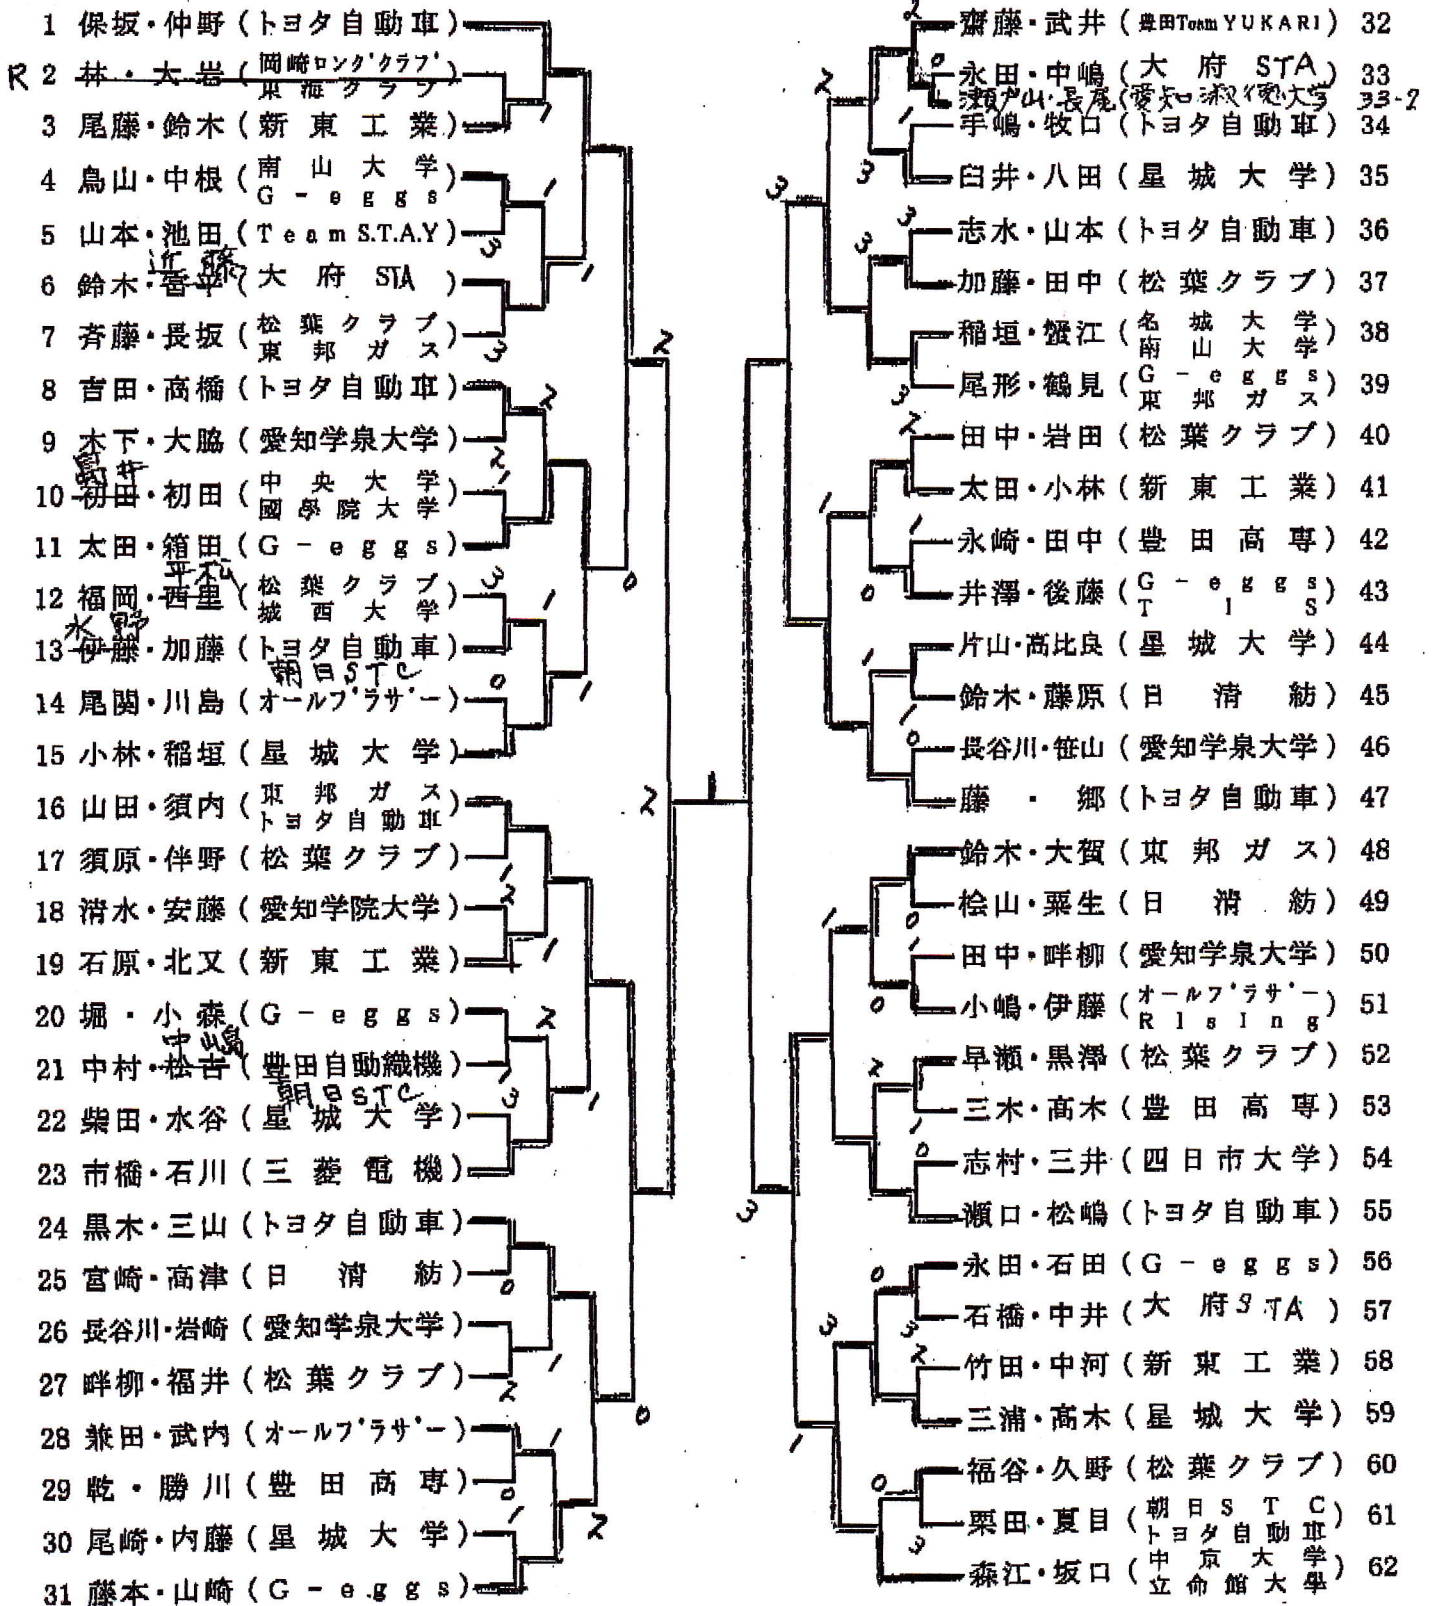 1 保坂・仲野 (トヨタ自動車)
R 2 林・大岩 (岡崎ロングクラブ 東海クラブ)
3 尾藤・鈴木 (新東工業)
4 鳥山・中根 (南山大学 G-eggs)
5 山本・池田 (Team S.T.A.Y)
近藤
6 鈴木・宮平 (大府 STA)
7 斉藤・長坂 (松葉クラブ 東邦ガス)
8 吉田・高橋 (トヨタ自動車)
9 木下・大脇 (愛知学泉大学)
島井
10 初田・初田 (中央大学 國學院大学)
11 太田・箱田 (G-eggs)
平松
12 福岡・西里 (松葉クラブ 城西大学)
水野
13 伊藤・加藤 (トヨタ自動車)
朝日STC
14 尾関・川島 (オールブラザー)
15 小林・稲垣 (星城大学)
16 山田・須内 (東邦ガス トヨタ自動車)
17 須原・伴野 (松葉クラブ)
18 清水・安藤 (愛知学院大学)
19 石原・北又 (新東工業)
20 堀・小森 (G-eggs)
中嶋
21 中村・松吉 (豊田自動織機)
朝日STC
22 柴田・水谷 (星城大学)
23 市橋・石川 (三菱電機)
24 黒木・三山 (トヨタ自動車)
25 宮崎・高津 (日清紡)
26 長谷川・岩崎 (愛知学泉大学)
27 畔柳・福井 (松葉クラブ)
28 兼田・武内 (オールブラザー)
29 乾・勝川 (豊田高専)
30 尾崎・内藤 (星城大学)
31 藤本・山崎 (G-eggs)
齋藤・武井 (豊田Team YUKARI) 32
永田・中嶋 (大府 STA) 33
瀬戸山・長尾 (愛知淑徳大学 33-2
手嶋・牧口 (トヨタ自動車) 34
臼井・八田 (星城大学) 35
志水・山本 (トヨタ自動車) 36
加藤・田中 (松葉クラブ) 37
稲垣・蟹江 (名城大学 南山大学) 38
尾形・鶴見 (G-eggs 東邦ガス) 39
田中・岩田 (松葉クラブ) 40
太田・小林 (新東工業) 41
永崎・田中 (豊田高専) 42
井澤・後藤 (G-eggs TIS) 43
片山・高比良 (星城大学) 44
鈴木・藤原 (日清紡) 45
長谷川・笹山 (愛知学泉大学) 46
藤・郷 (トヨタ自動車) 47
鈴木・大賀 (東邦ガス) 48
桧山・粟生 (日清紡) 49
田中・畔柳 (愛知学泉大学) 50
小嶋・伊藤 (オールブラザー RIsIng) 51
早瀬・黒澤 (松葉クラブ) 52
三木・高木 (豊田高専) 53
志村・三井 (四日市大学) 54
瀬口・松嶋 (トヨタ自動車) 55
永田・石田 (G-eggs) 56
石橋・中井 (大府STA) 57
竹田・中河 (新東工業) 58
三浦・高木 (星城大学) 59
福谷・久野 (松葉クラブ) 60
栗田・夏目 (朝日STC トヨタ自動車) 61
森江・坂口 (中京大学 立命館大學) 62